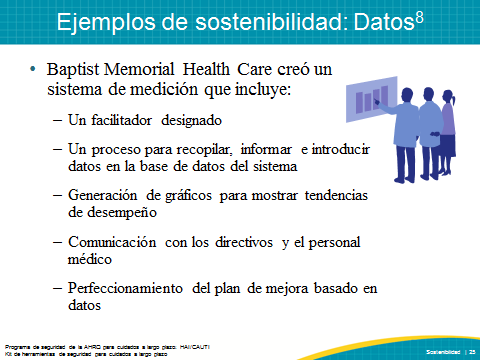 Ejemplos de sostenibilidad: Datos⁸
• Baptist Memorial Health Care creó un
sistema de medición que incluye:
– Un facilitador designado
– Un proceso para recopilar, informar e introducir
datos en la base de datos del sistema
– Generación de gráficos para mostrar tendencias
de desempeño
– Comunicación con los directivos y el personal
médico
– Perfeccionamiento del plan de mejora basado en
datos
Programa de seguridad de la AHRQ para cuidados a largo plazo: HAI/CAUTI
Kit de herramientas de seguridad para cuidados a largo plazo
Sostenibilidad | 25